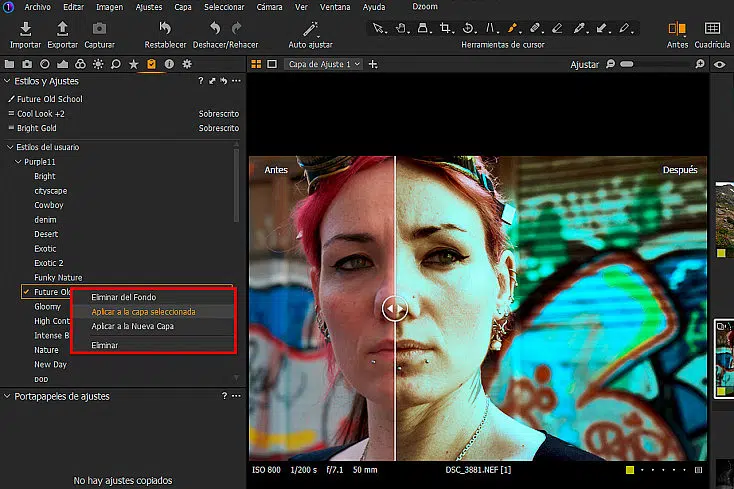 Archivo Editar Imagen Ajustes Capa Seleccionar Cámara Ver Ventana Ayuda Dzoom
Importar Exportar Capturar Restablecer Deshacer/Rehacer Auto ajustar Herramientas de cursor Antes Cuadrícula
Estilos y Ajustes ?
Capa de Ajuste 1
Ajustar
Future Old School
Cool Look +2 Sobrescrito
Bright Gold Sobrescrito
Estilos del usuario
Purple11
Bright
cityscape
Cowboy
denim
Desert
Exotic
Exotic 2
Funky Nature
Future Old
Gloomy
High Cont
Intense B
Nature
New Day
pop
Eliminar del Fondo
Aplicar a la capa seleccionada
Aplicar a la Nueva Capa
Eliminar
Portapapeles de ajustes ?
No hay ajustes copiados
Antes Después
ISO 800 1/200 s f/7.1 50 mm DSC_3881.NEF [1]